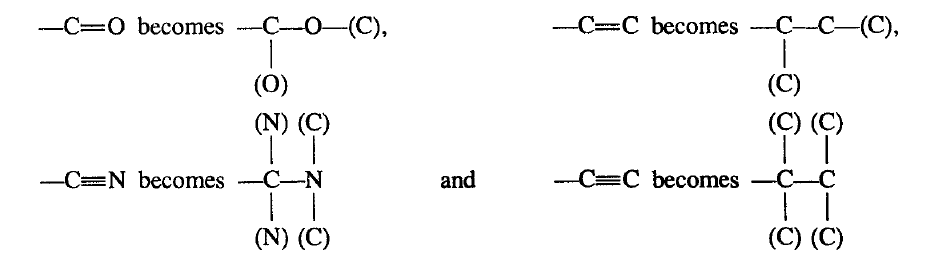 —C=O becomes —C—O—(C), —C=C becomes —C—C—(C),
(O) (C)
(N) (C) (C) (C)
—C≡N becomes —C—N and —C≡C becomes —C—C
(N) (C) (C) (C)